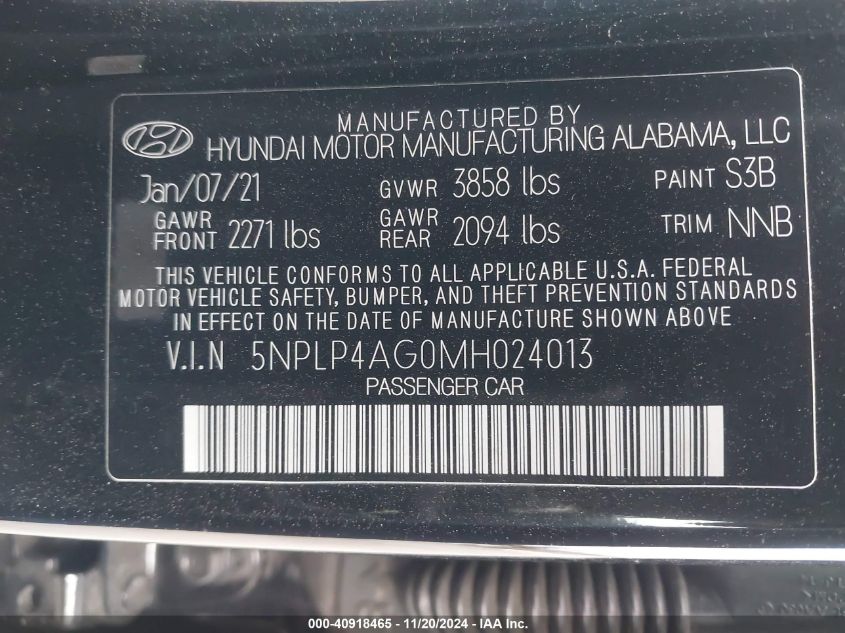 MANUFACTURED BY
HYUNDAI MOTOR MANUFACTURING ALABAMA, LLC
Jan/07/21 GVWR 3858 lbs PAINT S3B
GAWR FRONT 2271 lbs GAWR REAR 2094 lbs TRIM NNB
THIS VEHICLE CONFORMS TO ALL APPLICABLE U.S.A. FEDERAL
MOTOR VEHICLE SAFETY, BUMPER, AND THEFT PREVENTION STANDARDS
IN EFFECT ON THE DATE OF MANUFACTURE SHOWN ABOVE
V.I.N 5NPLP4AG0MH024013
PASSENGER CAR
000-40918465 - 11/20/2024 - IAA Inc.